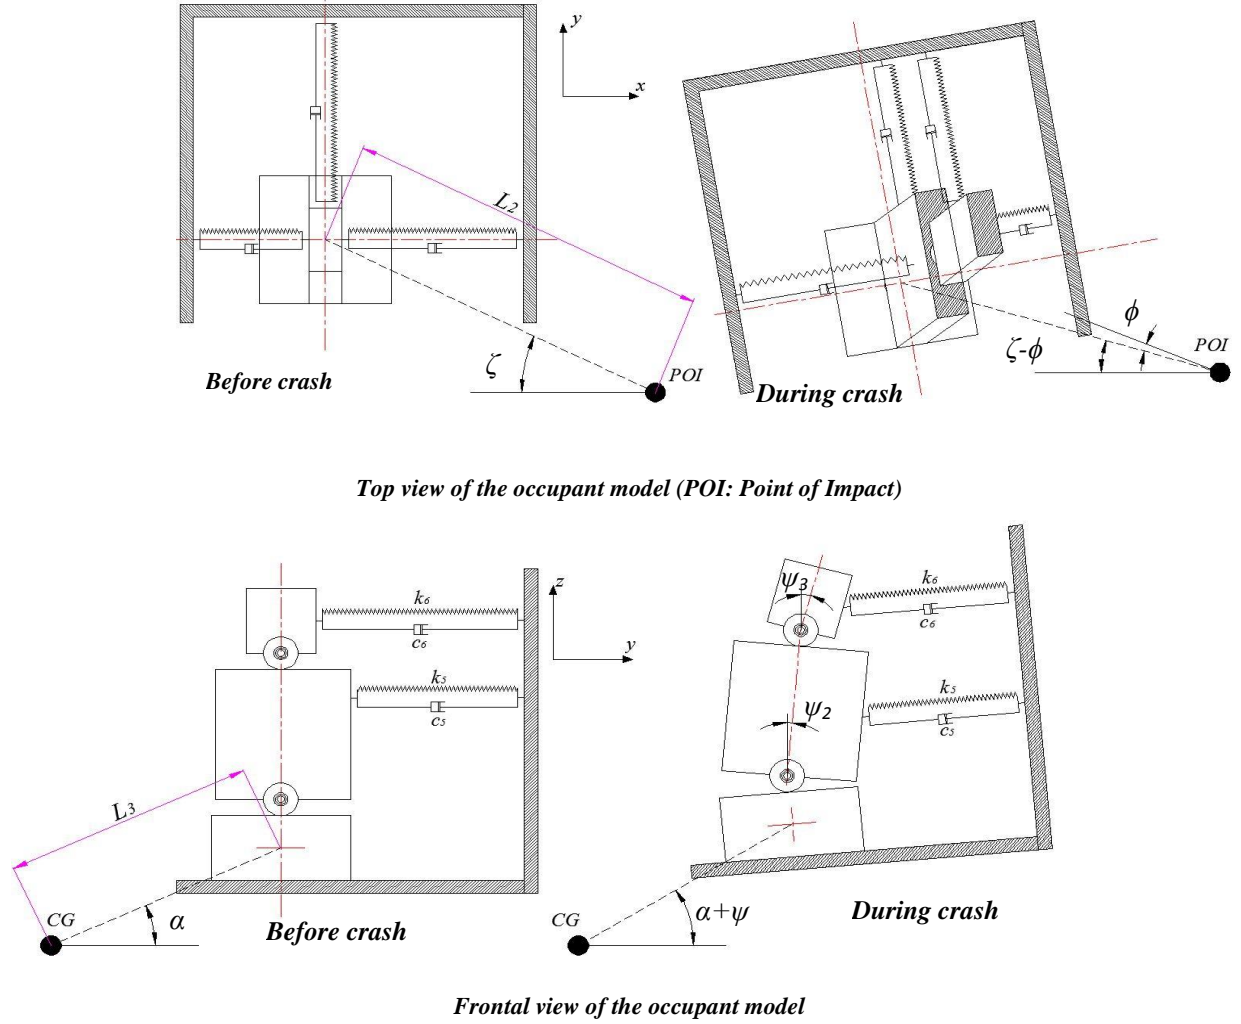 y
x
L2
ζ
POI
Before crash
ϕ
ζ-ϕ
POI
During crash
Top view of the occupant model (POI: Point of Impact)
z
y
k6
c6
k5
c5
L3
CG
α
Before crash
ψ3
k6
c6
ψ2
k5
c5
CG
α+ψ
During crash
Frontal view of the occupant model